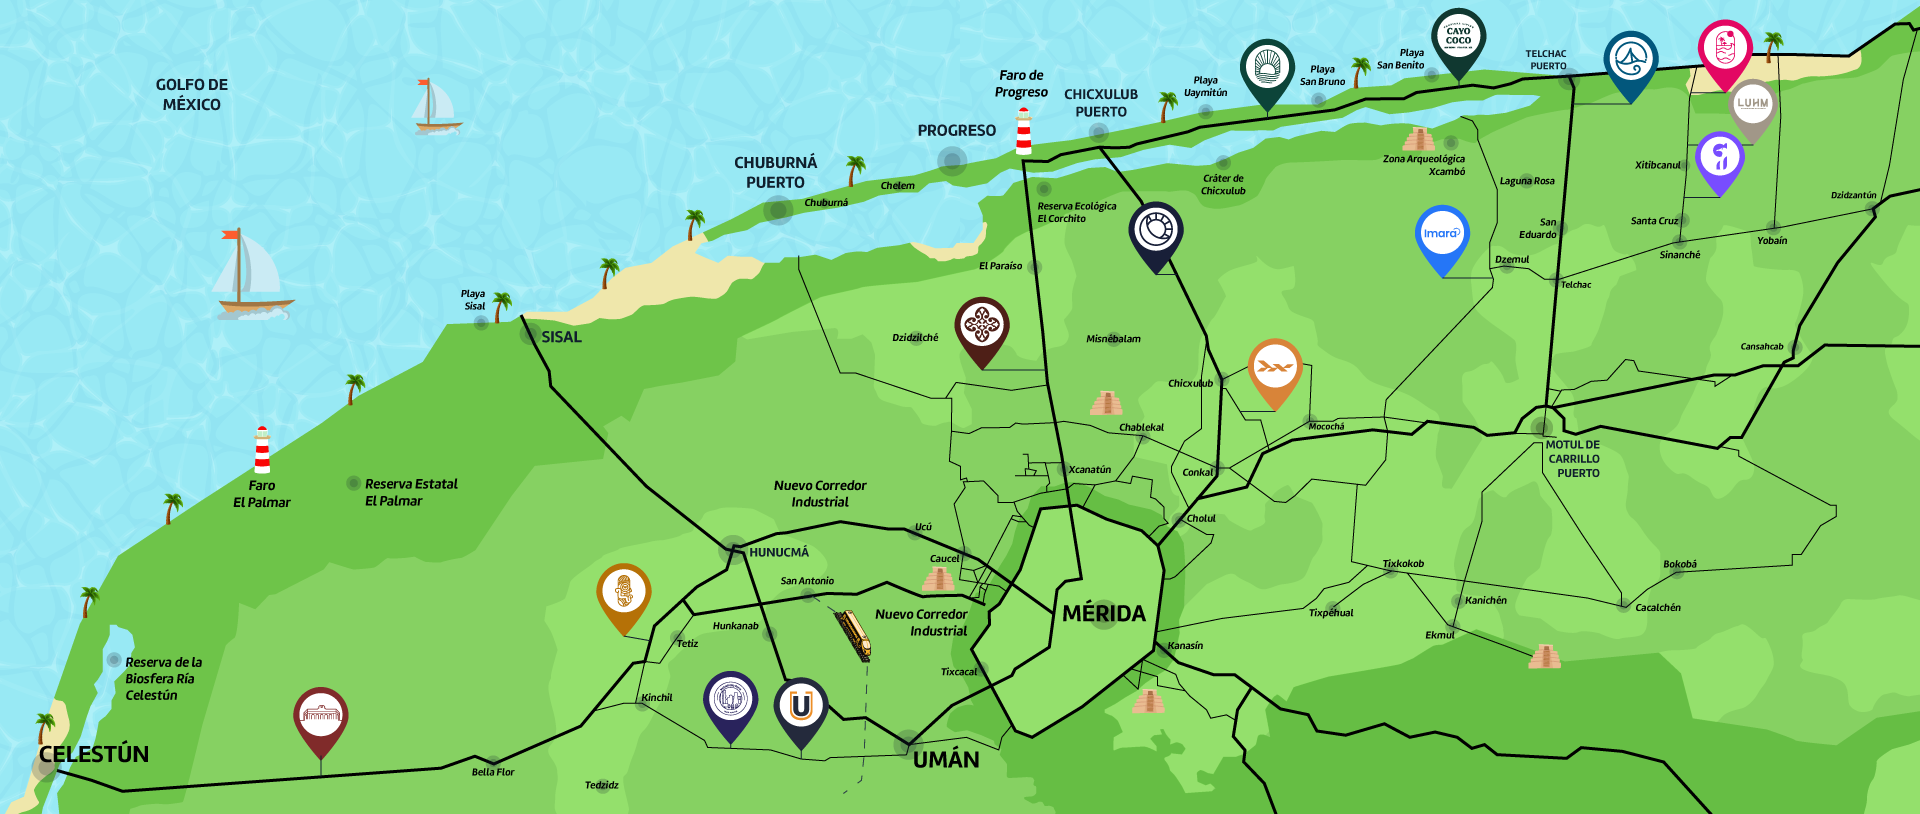 GOLFO DE
MÉXICO
Faro de
Progreso
CHICXULUB
PUERTO
Playa
Uaymitún
Playa
San Bruno
Playa
San Benito
CAYO
COCO
TELCHAC
PUERTO
LUHM
PROGRESO
CHUBURNÁ
PUERTO
Chelem
Chuburná
Reserva Ecológica
El Corchito
Cráter de
Chicxulub
Zona Arqueológica
Xcambó
Laguna Rosa
Xitibcanul
Dzidzantún
San
Eduardo
Santa Cruz
Yobaín
Sinanché
Imara
Dzemul
Telchac
El Paraíso
Playa
Sisal
SISAL
Dzidzilché
Misnébalam
Cansahcab
Chicxulub
Mocochá
Chablekal
Xcanatún
Conkal
MOTUL DE
CARRILLO
PUERTO
Faro
El Palmar
Reserva Estatal
El Palmar
Nuevo Corredor
Industrial
Cholul
Ucú
HUNUCMÁ
Caucel
San Antonio
Tixkokob
Bokobá
Nuevo Corredor
Industrial
MÉRIDA
Tixpéhual
Kanichén
Cacalchén
Ekmul
Hunkanab
Tetiz
Kanasín
Reserva de la
Biosfera Ría
Celestún
Tixcacal
Kinchil
U
CELESTÚN
UMÁN
Bella Flor
Tedzidz